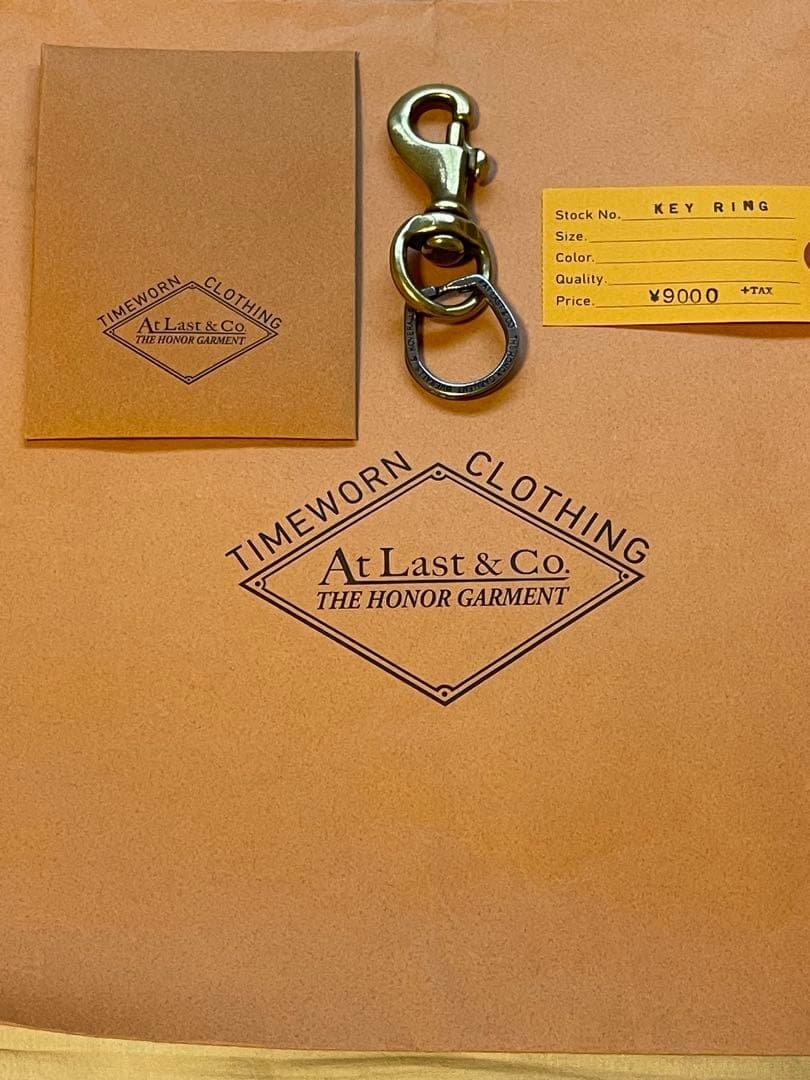 TIMEWORN CLOTHING
At Last & Co.
THE HONOR GARMENT
Stock No. KEY RING
Size.
Color.
Quality.
Price. ¥9000 +TAX
TIMEWORN CLOTHING
At Last & Co.
THE HONOR GARMENT